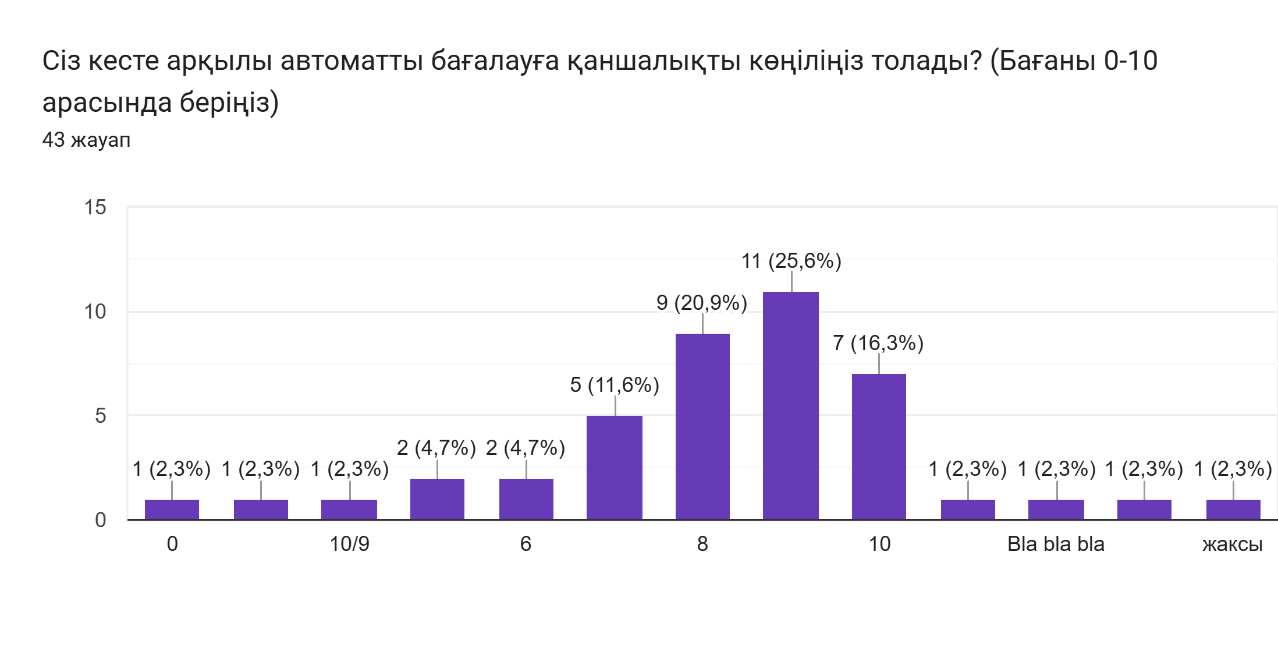 Сіз кесте арқылы автоматты бағалауға қаншалықты көңіліңіз толады? (Бағаны 0-10
арасында беріңіз)
43 жауап
15
10
5
0
11 (25,6%)
9 (20,9%)
7 (16,3%)
5 (11,6%)
2 (4,7%) 2 (4,7%)
1 (2,3%) 1 (2,3%) 1 (2,3%) 1 (2,3%) 1 (2,3%) 1 (2,3%) 1 (2,3%)
0 10/9 6 8 10 Bla bla bla жаксы